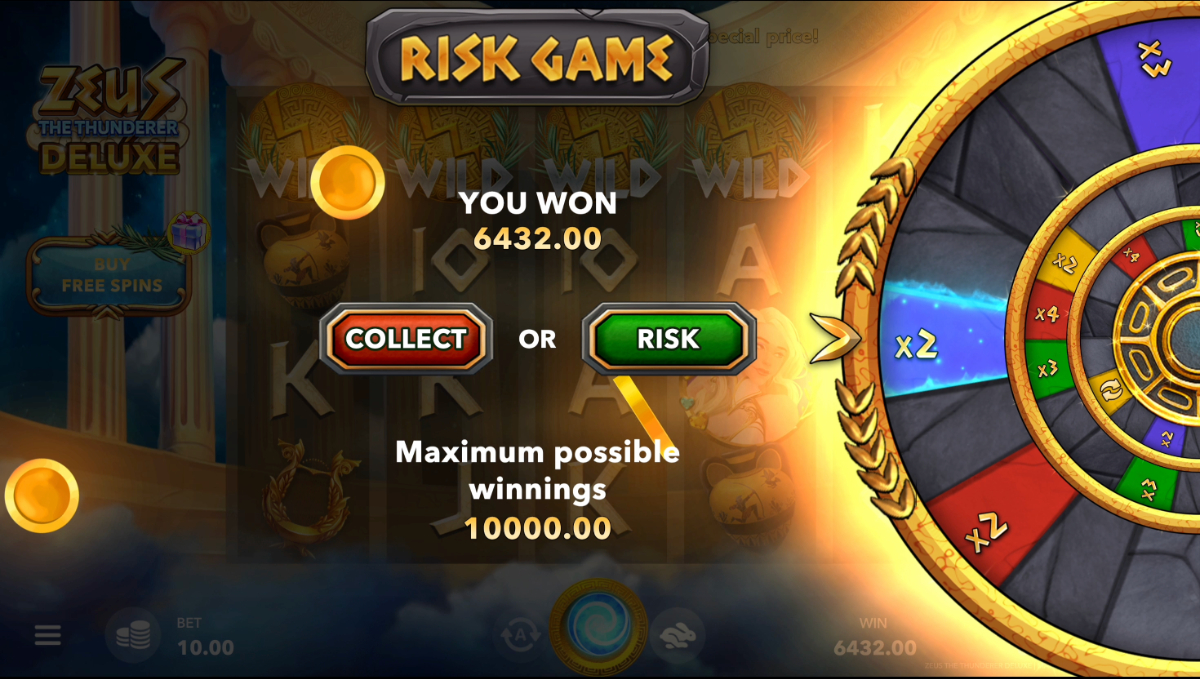 RISK GAME
pecial price!
ZEUS
THE THUNDERER
DELUXE
WILD WILD WILD WILD
YOU WON
6432.00
BUY
FREE SPINS
10 10 A
COLLECT OR RISK
K K A
Maximum possible
winnings
10000.00
J K
BET
10.00
A
WIN
6432.00
x3
x2
x4
x2
x4
x3
x2
x2
x3
x2